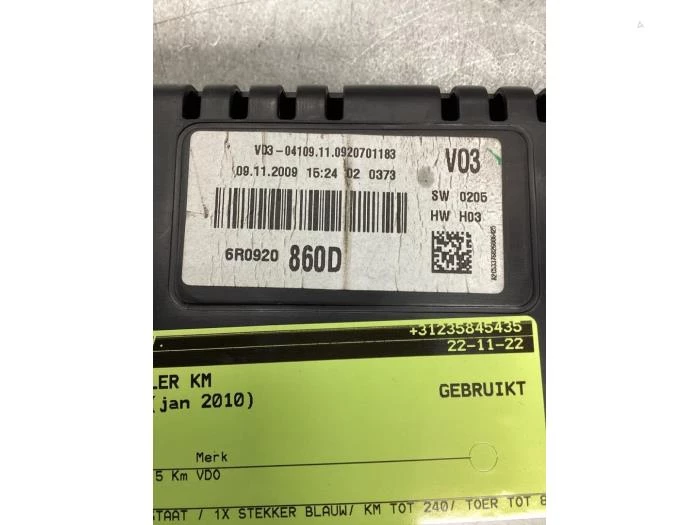 VD3-04109.11.0920701183
09.11.2009 15:24 02 0373
V03
SW 0205
HW H03
6R0920 860D
+31235845435
22-11-22
LER KM
(jan 2010)
GEBRUIKT
Merk
5 Km VDO
STAAT / 1X STEKKER BLAUW/ KM TOT 240/ TOER TOT 8